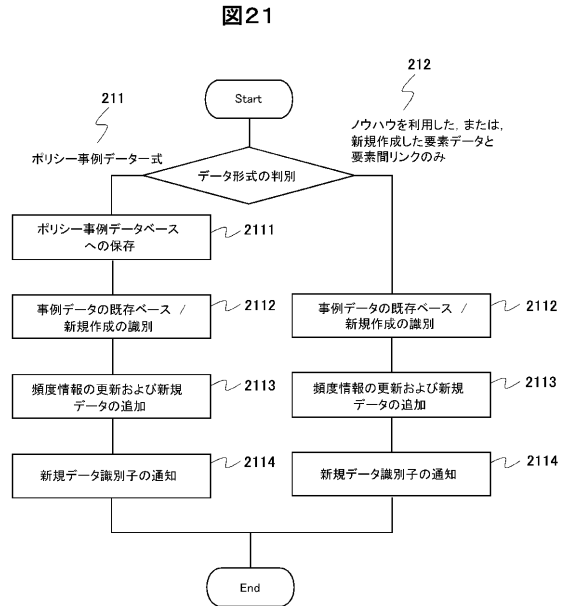 図21
Start
211
ポリシー事例データ一式
212
ノウハウを利用した，または，
新規作成した要素データと
要素間リンクのみ
データ形式の判別
ポリシー事例データベース
への保存
2111
事例データの既存ベース /
新規作成の識別
2112
頻度情報の更新および新規
データの追加
2113
新規データ識別子の通知
2114
事例データの既存ベース /
新規作成の識別
2112
頻度情報の更新および新規
データの追加
2113
新規データ識別子の通知
2114
End